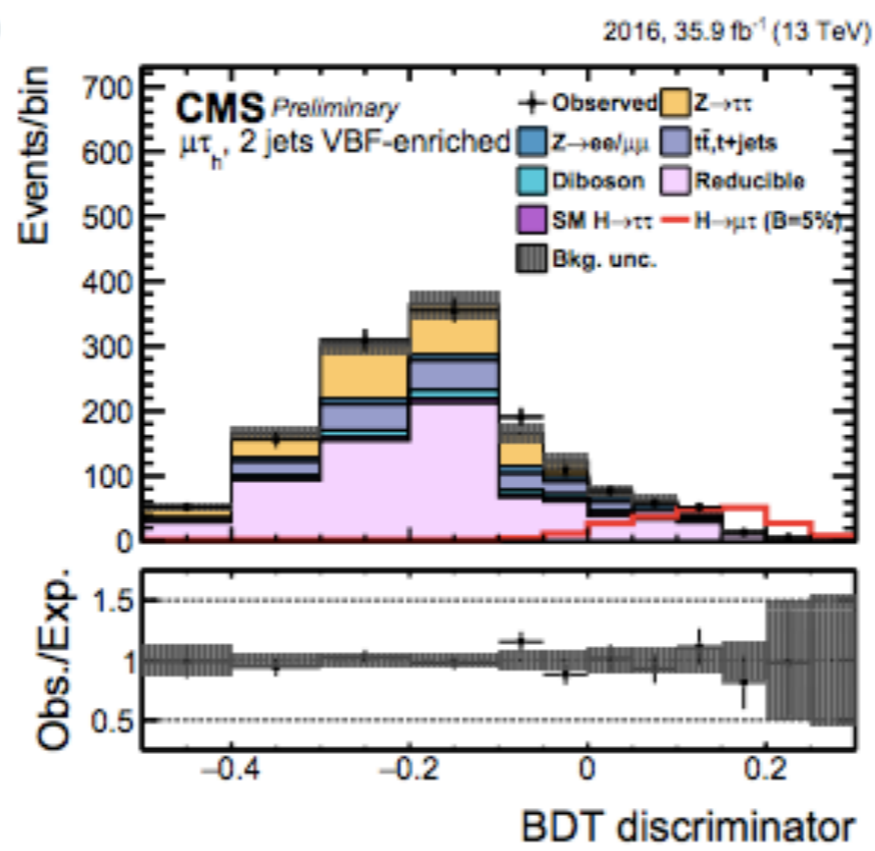 2016, 35.9 fb⁻¹ (13 TeV)
Events/bin
700
600
500
400
300
200
100
0
CMS Preliminary
μτₕ, 2 jets VBF-enriched
Observed
Z→ττ
Z→ee/μμ
tt̄,t+jets
Diboson
Reducible
SM H→ττ
H→μτ (B=5%)
Bkg. unc.
Obs./Exp.
1.5
1
0.5
−0.4
−0.2
0
0.2
BDT discriminator